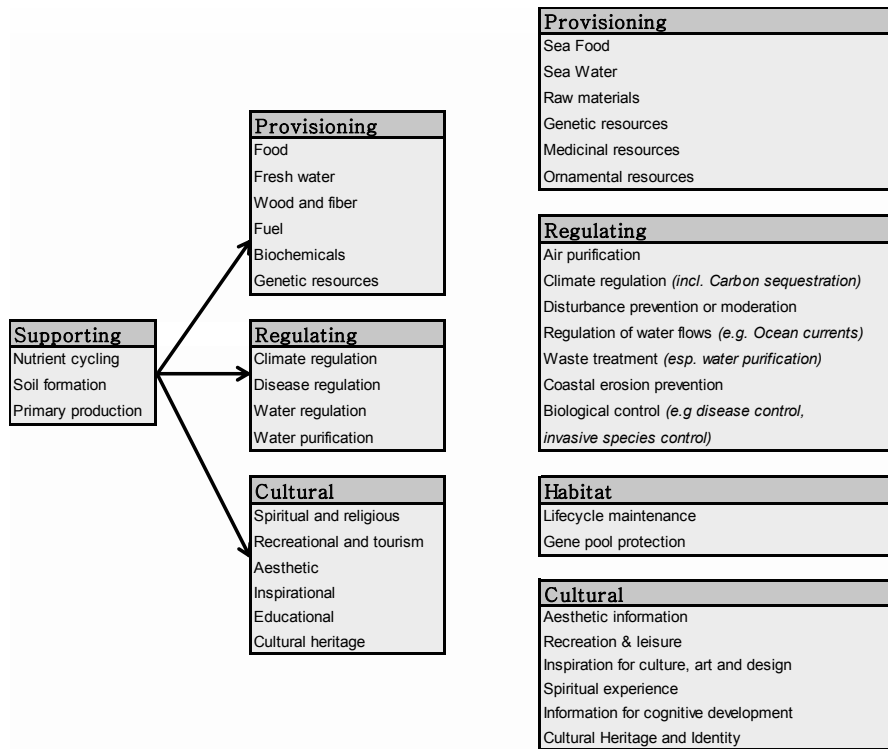 Supporting
Nutrient cycling
Soil formation
Primary production
Provisioning
Food
Fresh water
Wood and fiber
Fuel
Biochemicals
Genetic resources
Regulating
Climate regulation
Disease regulation
Water regulation
Water purification
Cultural
Spiritual and religious
Recreational and tourism
Aesthetic
Inspirational
Educational
Cultural heritage
Provisioning
Sea Food
Sea Water
Raw materials
Genetic resources
Medicinal resources
Ornamental resources
Regulating
Air purification
Climate regulation (incl. Carbon sequestration)
Disturbance prevention or moderation
Regulation of water flows (e.g. Ocean currents)
Waste treatment (esp. water purification)
Coastal erosion prevention
Biological control (e.g disease control,
invasive species control)
Habitat
Lifecycle maintenance
Gene pool protection
Cultural
Aesthetic information
Recreation & leisure
Inspiration for culture, art and design
Spiritual experience
Information for cognitive development
Cultural Heritage and Identity